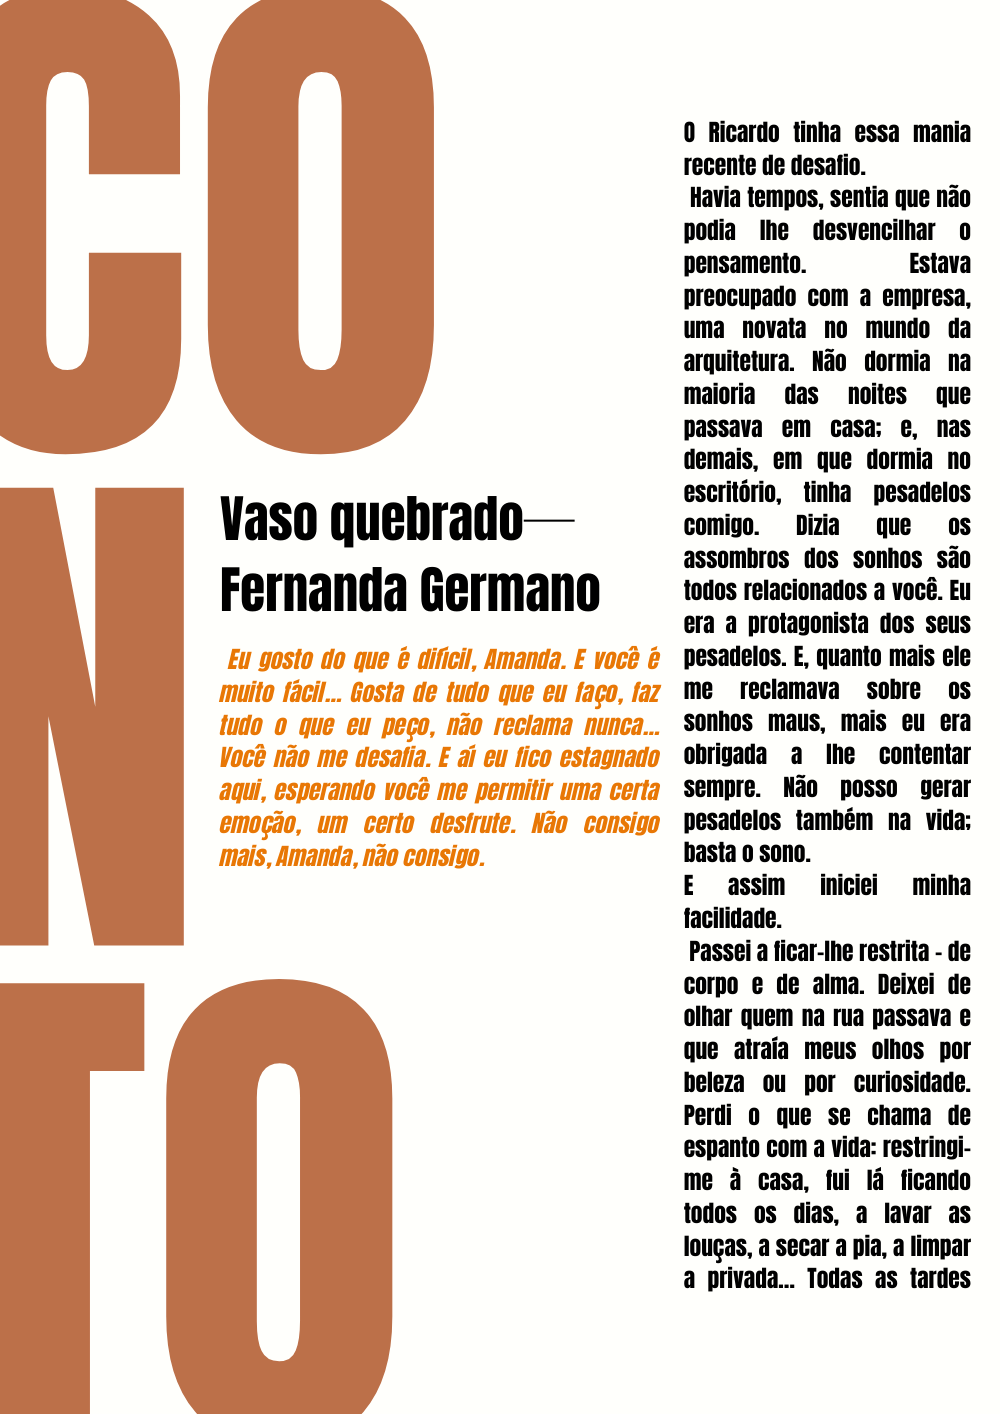 CO
N
TO
Vaso quebrado—
Fernanda Germano
Eu gosto do que é difícil, Amanda. E você é
muito fácil... Gosta de tudo que eu faço, faz
tudo o que eu peço, não reclama nunca...
Você não me desafia. E aí eu fico estagnado
aqui, esperando você me permitir uma certa
emoção, um certo desfrute. Não consigo
mais, Amanda, não consigo.
O Ricardo tinha essa mania
recente de desafio.
Havia tempos, sentia que não
podia lhe desvencilhar o
pensamento. Estava
preocupado com a empresa,
uma novata no mundo da
arquitetura. Não dormia na
maioria das noites que
passava em casa; e, nas
demais, em que dormia no
escritório, tinha pesadelos
comigo. Dizia que os
assombros dos sonhos são
todos relacionados a você. Eu
era a protagonista dos seus
pesadelos. E, quanto mais ele
me reclamava sobre os
sonhos maus, mais eu era
obrigada a lhe contentar
sempre. Não posso gerar
pesadelos também na vida;
basta o sono.
E assim iniciei minha
facilidade.
Passei a ficar-lhe restrita - de
corpo e de alma. Deixei de
olhar quem na rua passava e
que atraía meus olhos por
beleza ou por curiosidade.
Perdi o que se chama de
espanto com a vida: restringi-
me à casa, fui lá ficando
todos os dias, a lavar as
louças, a secar a pia, a limpar
a privada... Todas as tardes